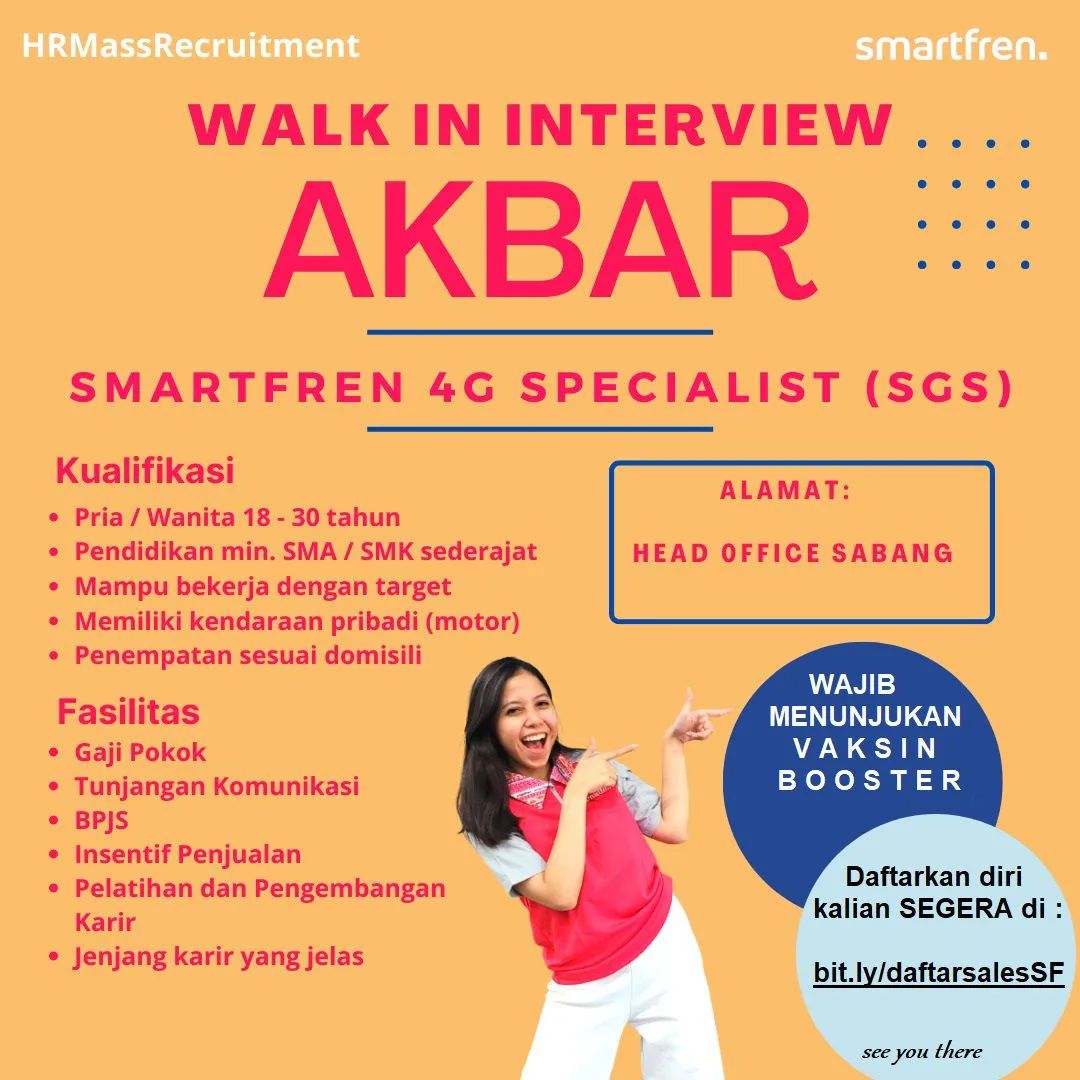 HRMassRecruitment
smartfren.
WALK IN INTERVIEW
AKBAR
SMARTFREN 4G SPECIALIST (SGS)
Kualifikasi
• Pria / Wanita 18 - 30 tahun
• Pendidikan min. SMA / SMK sederajat
• Mampu bekerja dengan target
• Memiliki kendaraan pribadi (motor)
• Penempatan sesuai domisili
ALAMAT:
HEAD OFFICE SABANG
Fasilitas
• Gaji Pokok
• Tunjangan Komunikasi
• BPJS
• Insentif Penjualan
• Pelatihan dan Pengembangan
Karir
• Jenjang karir yang jelas
WAJIB
MENUNJUKAN
VAKSIN
BOOSTER
Daftarkan diri
kalian SEGERA di :
bit.ly/daftarsalesSF
see you there